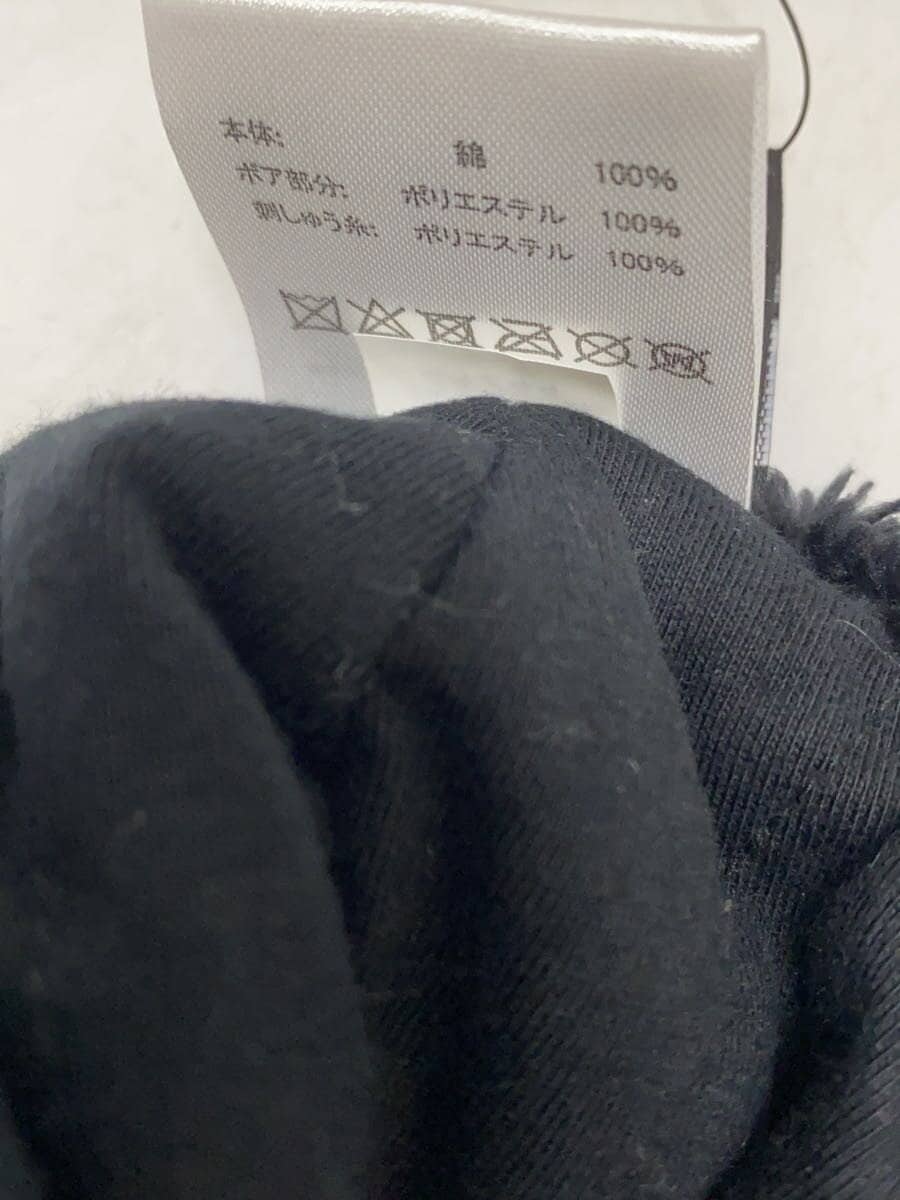 本体: 綿 100%
ボア部分: ポリエステル 100%
刺しゅう糸: ポリエステル 100%